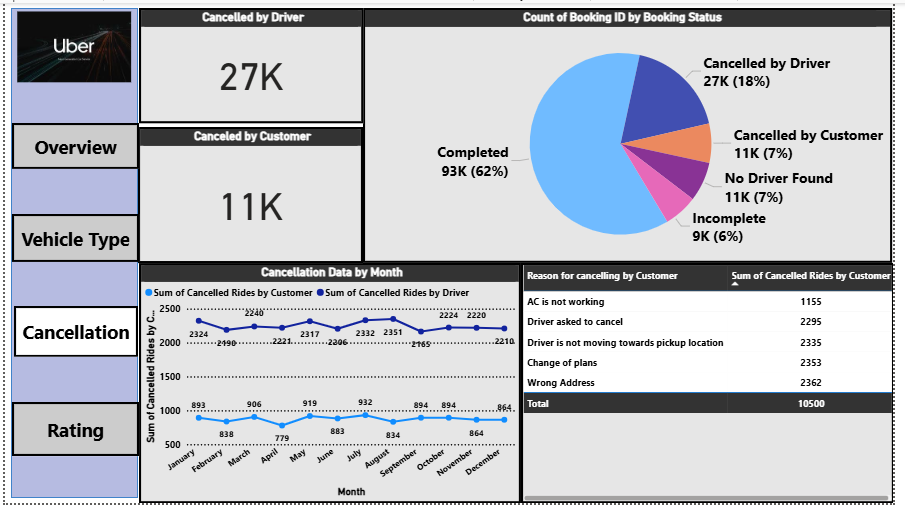 Uber
Overview
Vehicle Type
Cancellation
Rating
Cancelled by Driver
27K
Canceled by Customer
11K
Count of Booking ID by Booking Status
Cancelled by Driver
27K (18%)
Cancelled by Customer
11K (7%)
No Driver Found
11K (7%)
Incomplete
9K (6%)
Completed
93K (62%)
Cancellation Data by Month
Sum of Cancelled Rides by Customer Sum of Cancelled Rides by Driver
Sum of Cancelled Rides by C...
2500
2000
1500
1000
500
2324 2190 2240 2221 2317 2206 2332 2351 2165 2224 2220 2210
893 838 906 779 919 883 932 834 894 894 864 864
January February March April May June July August September October November December
Month
Reason for cancelling by Customer Sum of Cancelled Rides by Customer
AC is not working 1155
Driver asked to cancel 2295
Driver is not moving towards pickup location 2335
Change of plans 2353
Wrong Address 2362
Total 10500